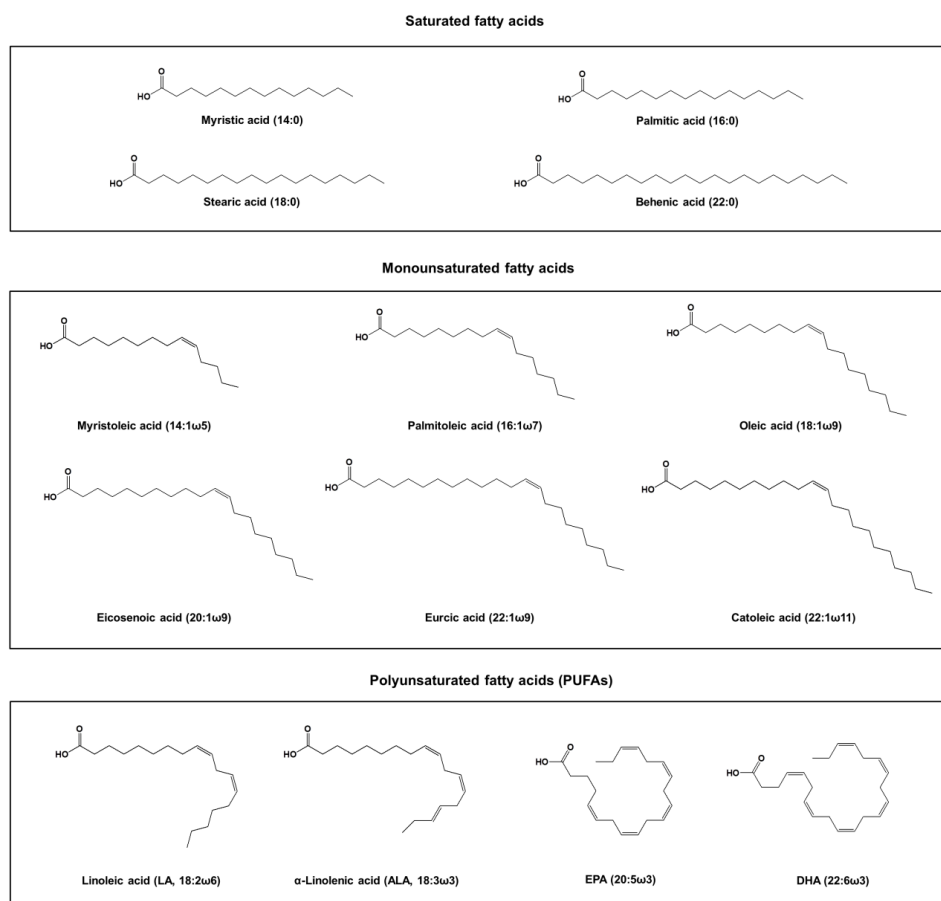 Saturated fatty acids
O
HO
Myristic acid (14:0)
O
HO
Palmitic acid (16:0)
O
HO
Stearic acid (18:0)
O
HO
Behenic acid (22:0)
Monounsaturated fatty acids
O
HO
Myristoleic acid (14:1ω5)
O
HO
Palmitoleic acid (16:1ω7)
O
HO
Oleic acid (18:1ω9)
O
HO
Eicosenoic acid (20:1ω9)
O
HO
Eurcic acid (22:1ω9)
O
HO
Catoleic acid (22:1ω11)
Polyunsaturated fatty acids (PUFAs)
O
HO
Linoleic acid (LA, 18:2ω6)
O
HO
α-Linolenic acid (ALA, 18:3ω3)
O
HO
EPA (20:5ω3)
O
HO
DHA (22:6ω3)